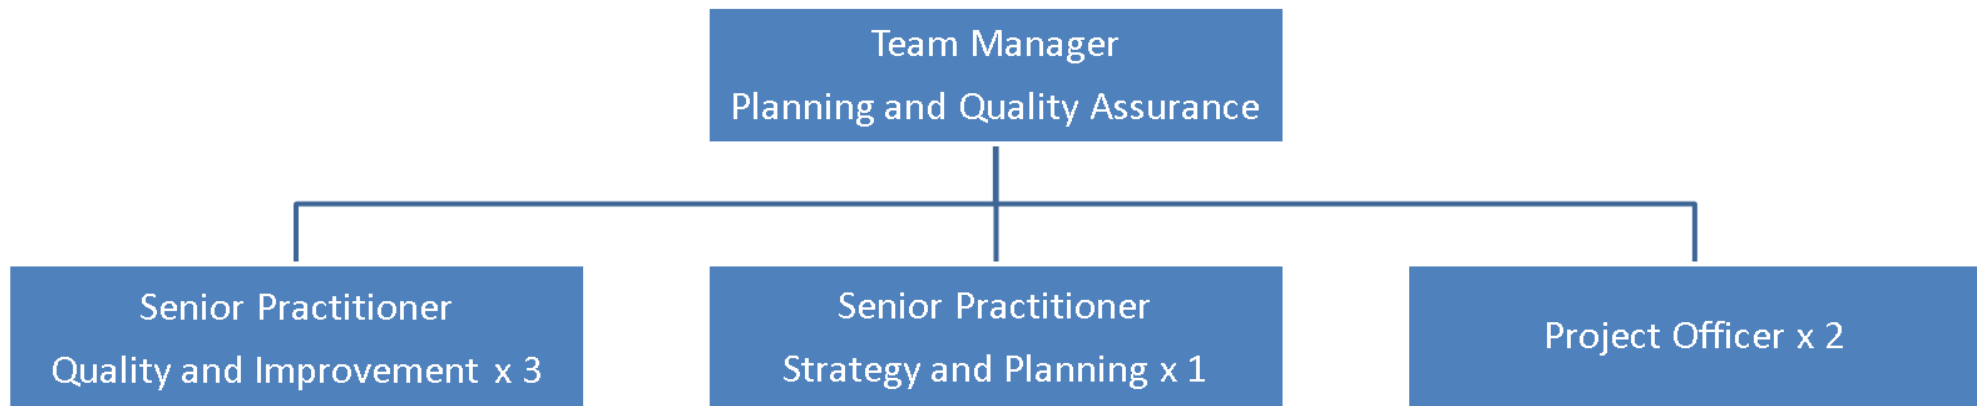 Team Manager
Planning and Quality Assurance
Senior Practitioner
Quality and Improvement x 3
Senior Practitioner
Strategy and Planning x 1
Project Officer x 2